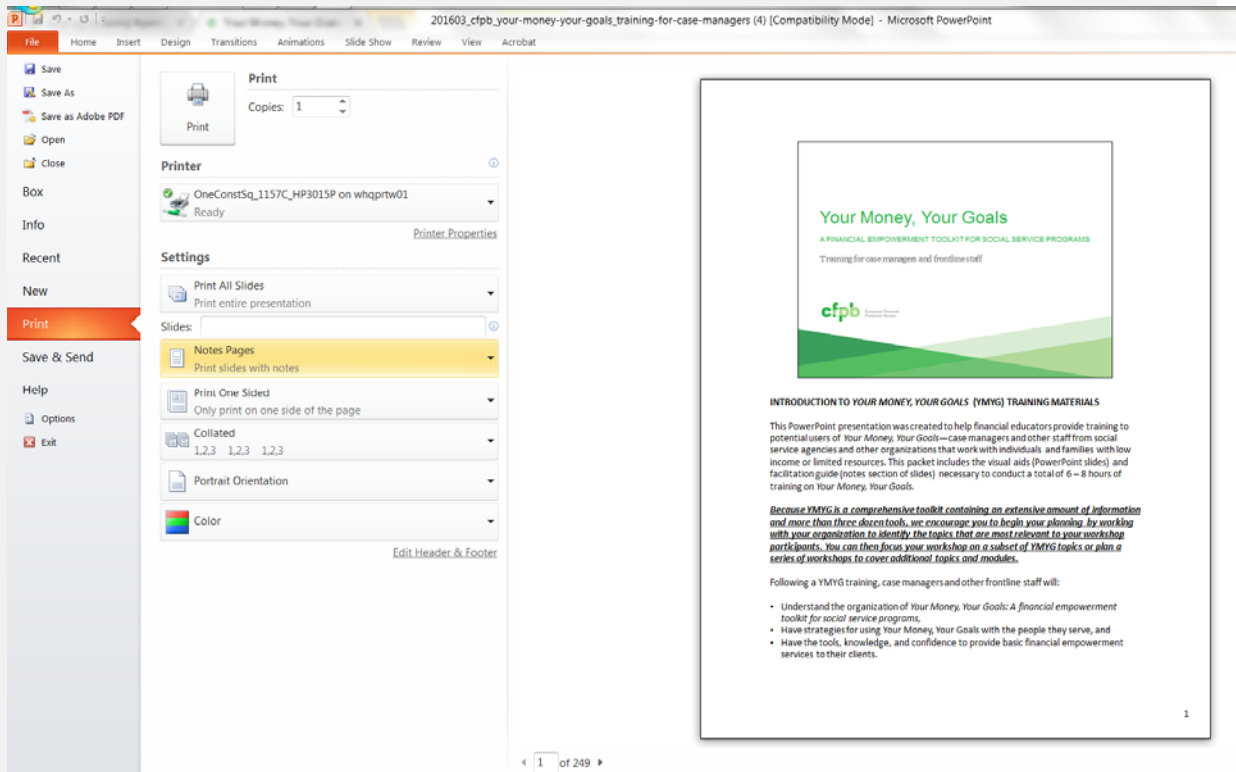 201603_cfpb_your-money-your-goals_training-for-case-managers (4) [Compatibility Mode] - Microsoft PowerPoint
File Home Insert Design Transitions Animations Slide Show Review View Acrobat
Save
Save As
Save as Adobe PDF
Open
Close
Box
Info
Recent
New
Print
Save & Send
Help
Options
Exit
Print
Copies: 1
Print
Printer
OneConstSq_1157C_HP3015P on whqprtw01
Ready
Printer Properties
Settings
Print All Slides
Print entire presentation
Slides:
Notes Pages
Print slides with notes
Print One Sided
Only print on one side of the page
Collated
1,2,3 1,2,3 1,2,3
Portrait Orientation
Color
Edit Header & Footer
Your Money, Your Goals
A FINANCIAL EMPOWERMENT TOOLKIT FOR SOCIAL SERVICE PROGRAMS
Training for case managers and frontline staff
cfpb Consumer Financial
Protection Bureau
INTRODUCTION TO YOUR MONEY, YOUR GOALS (YMYG) TRAINING MATERIALS
This PowerPoint presentation was created to help financial educators provide training to
potential users of Your Money, Your Goals—case managers and other staff from social
service agencies and other organizations that work with individuals and families with low
income or limited resources. This packet includes the visual aids (PowerPoint slides) and
facilitation guide (notes section of slides) necessary to conduct a total of 6 – 8 hours of
training on Your Money, Your Goals.
Because YMYG is a comprehensive toolkit containing an extensive amount of information
and more than three dozen tools, we encourage you to begin your planning by working
with your organization to identify the topics that are most relevant to your workshop
participants. You can then focus your workshop on a subset of YMYG topics or plan a
series of workshops to cover additional topics and modules.
Following a YMYG training, case managers and other frontline staff will:
• Understand the organization of Your Money, Your Goals: A financial empowerment
toolkit for social service programs,
• Have strategies for using Your Money, Your Goals with the people they serve, and
• Have the tools, knowledge, and confidence to provide basic financial empowerment
services to their clients.
1
1 of 249